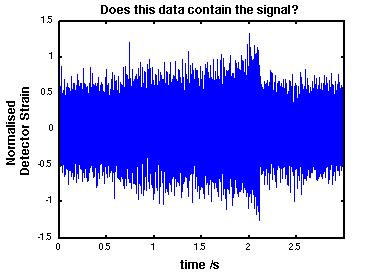 Does this data contain the signal?
1.5
1
0.5
0
-0.5
-1
-1.5
Normalised
Detector Strain
0 0.5 1 1.5 2 2.5
time /s